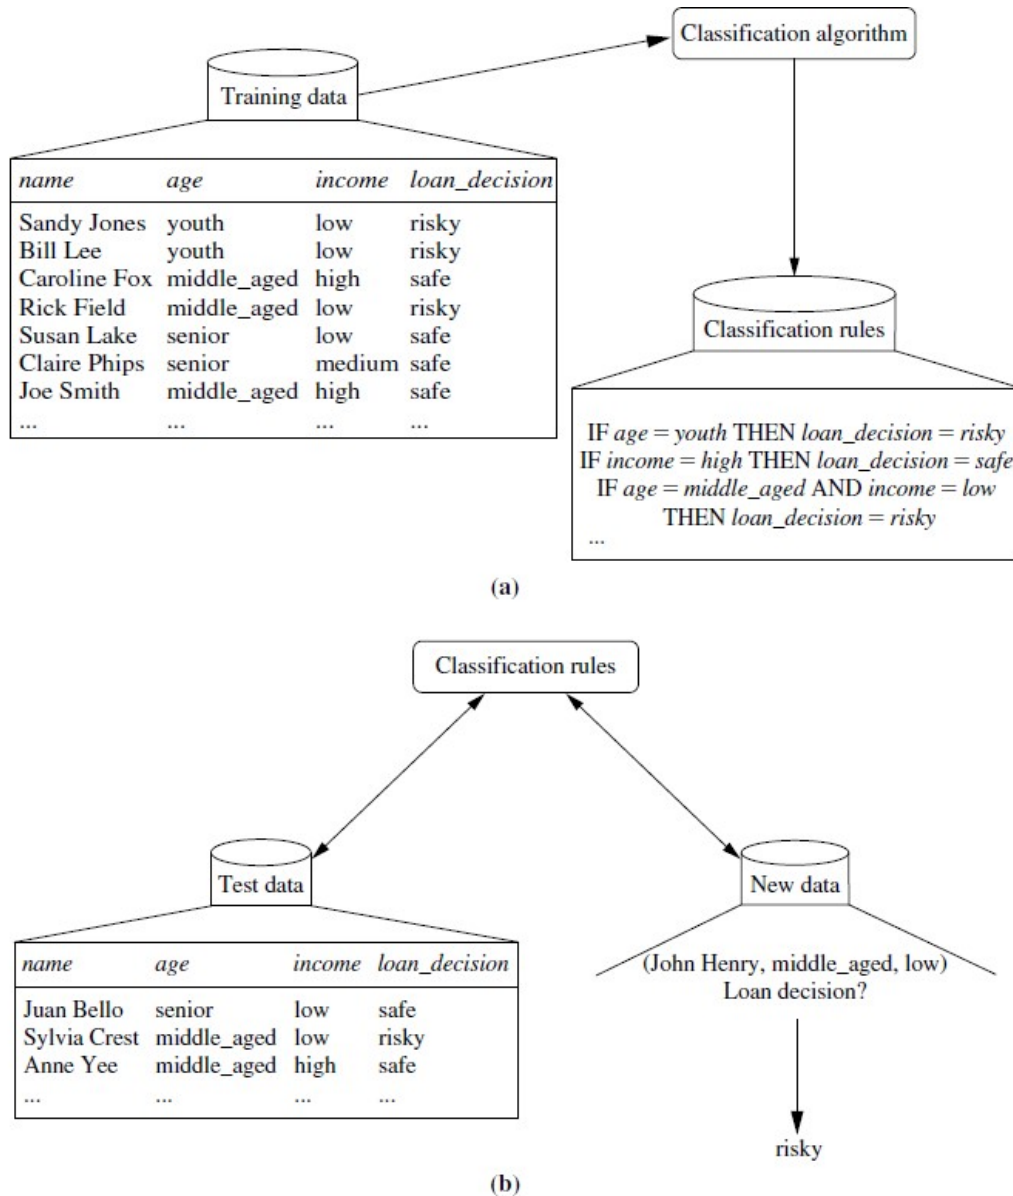 Classification algorithm
Training data
name age income loan_decision
Sandy Jones youth low risky
Bill Lee youth low risky
Caroline Fox middle_aged high safe
Rick Field middle_aged low risky
Susan Lake senior low safe
Claire Phips senior medium safe
Joe Smith middle_aged high safe
... ... ... ...
Classification rules
IF age = youth THEN loan_decision = risky
IF income = high THEN loan_decision = safe
IF age = middle_aged AND income = low
THEN loan_decision = risky
...
(a)
Classification rules
Test data
name age income loan_decision
Juan Bello senior low safe
Sylvia Crest middle_aged low risky
Anne Yee middle_aged high safe
... ... ... ...
New data
(John Henry, middle_aged, low)
Loan decision?
risky
(b)